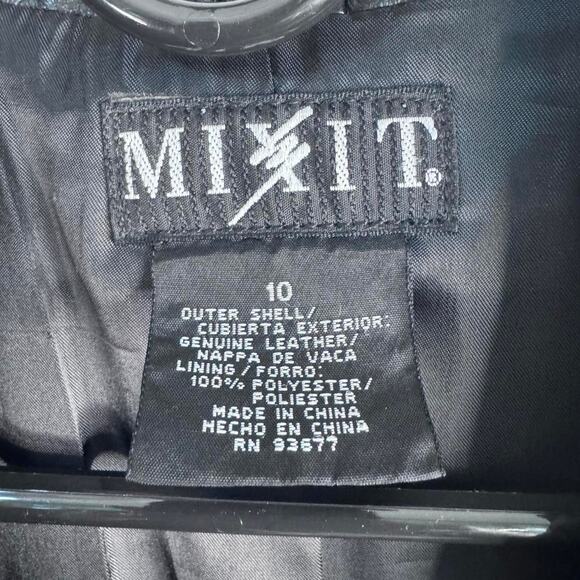 MIXIT®
10
OUTER SHELL/
CUBIERTA EXTERIOR:
GENUINE LEATHER/
NAPPA DE VACA
LINING/FORRO:
100% POLYESTER/
POLIESTER
MADE IN CHINA
HECHO EN CHINA
RN 93677